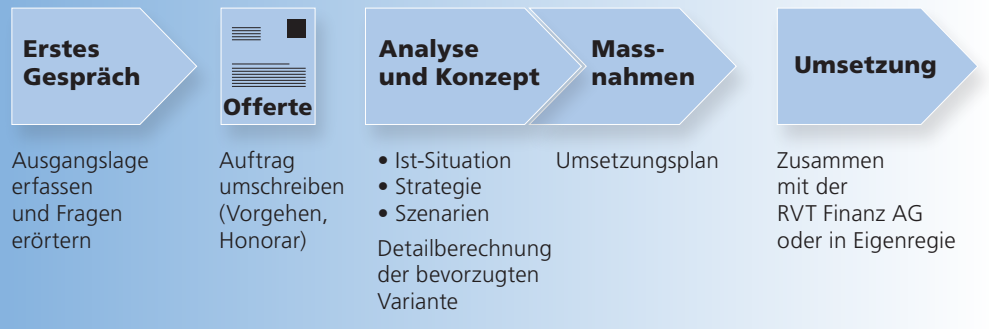 Erstes
Gespräch
Ausgangslage
erfassen
und Fragen
erörtern
Offerte
Auftrag
umschreiben
(Vorgehen,
Honorar)
Analyse
und Konzept
• Ist-Situation
• Strategie
• Szenarien
Detailberechnung
der bevorzugten
Variante
Mass-
nahmen
Umsetzungsplan
Umsetzung
Zusammen
mit der
RVT Finanz AG
oder in Eigenregie